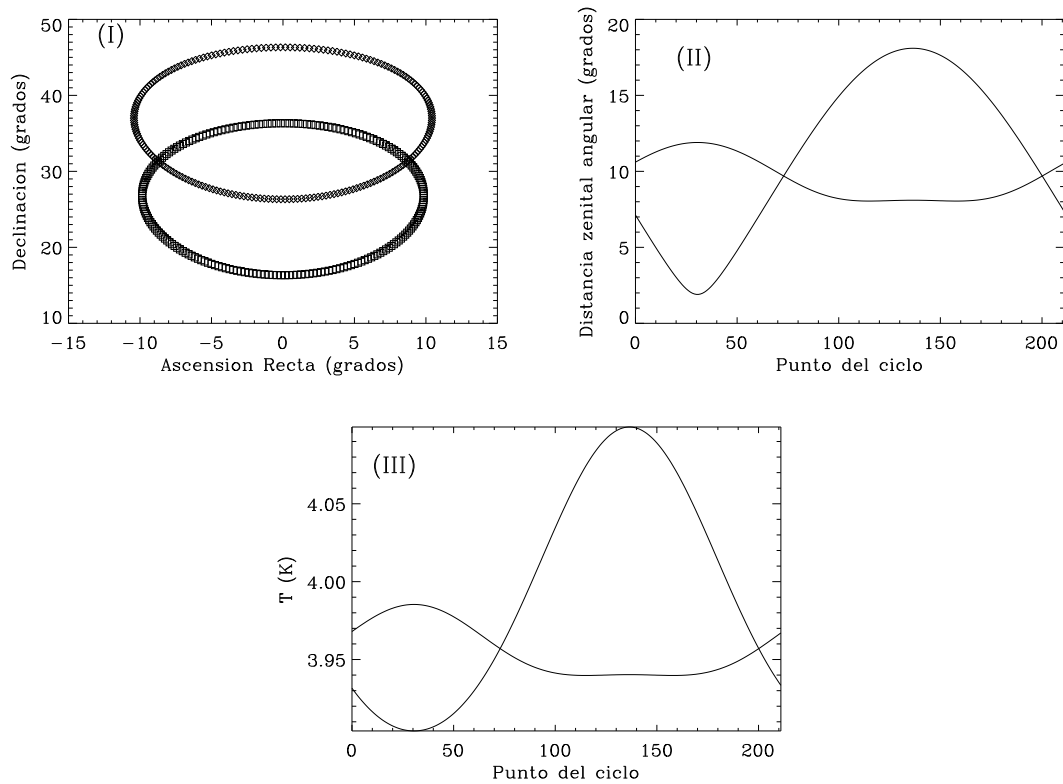 (I)
Declinacion (grados)
50
40
30
20
10
−15 −10 −5 0 5 10 15
Ascension Recta (grados)
(II)
Distancia zenital angular (grados)
20
15
10
5
0
0 50 100 150 200
Punto del ciclo
(III)
T (K)
4.05
4.00
3.95
0 50 100 150 200
Punto del ciclo